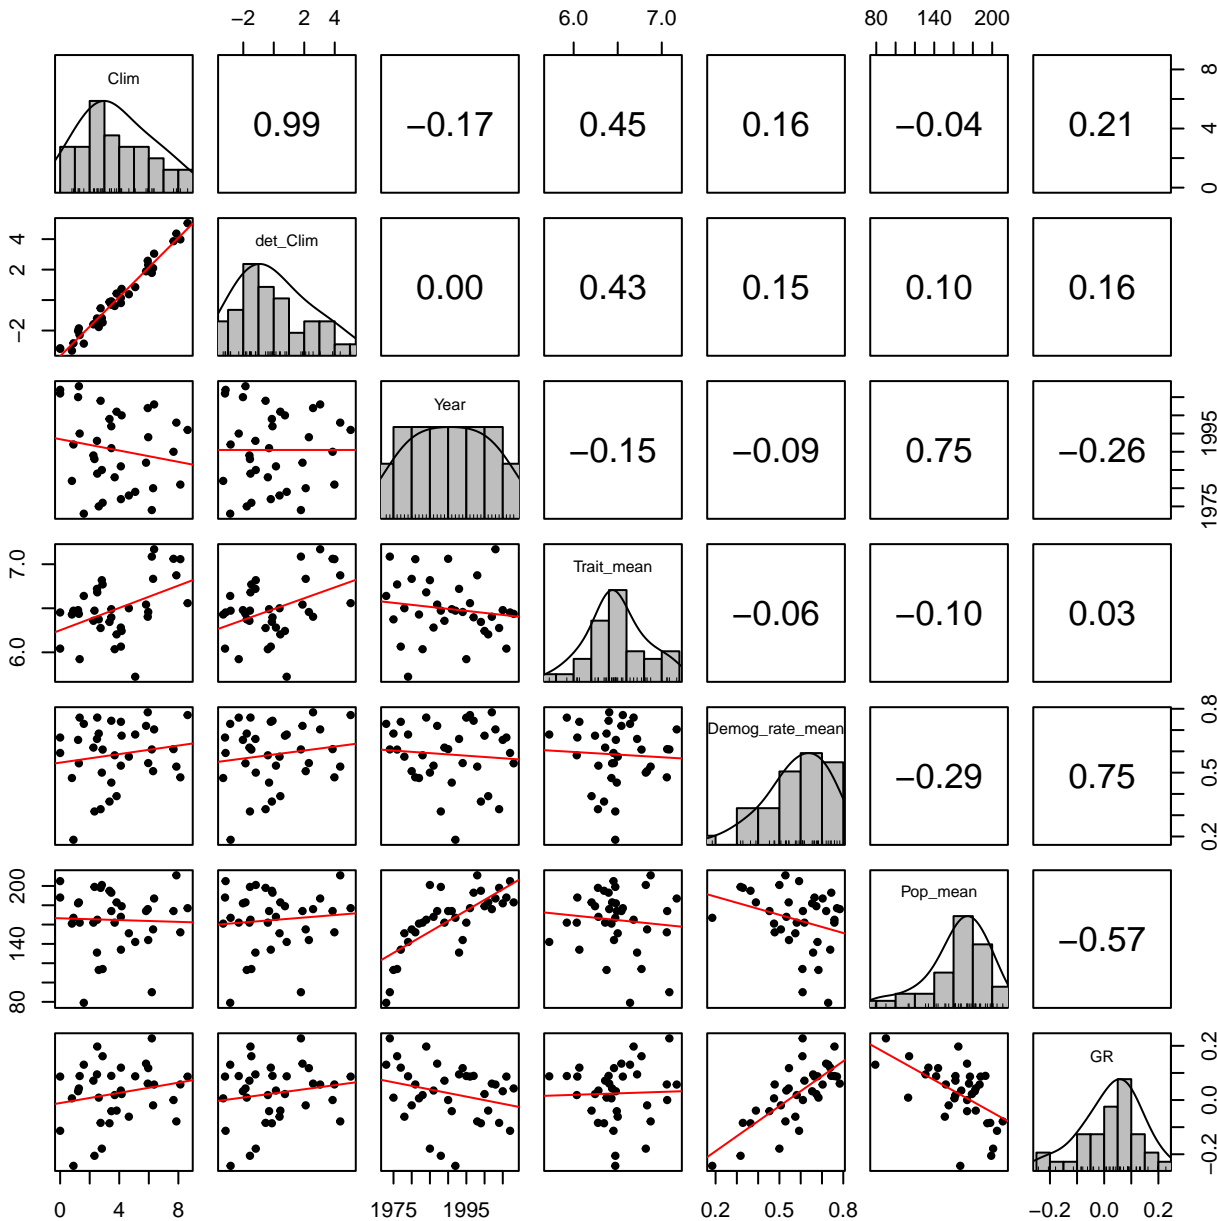 −2 2 4 6.0 7.0 80 140 200
Clim 0.99 −0.17 0.45 0.16 −0.04 0.21 0 4 8
−2 2 4 det_Clim 0.00 0.43 0.15 0.10 0.16
Year −0.15 −0.09 0.75 −0.26 1975 1995
6.0 7.0 Trait_mean −0.06 −0.10 0.03
Demog_rate_mean −0.29 0.75 0.2 0.5 0.8
80 140 200 Pop_mean −0.57
GR −0.2 0.0 0.2
0 4 8 1975 1995 0.2 0.5 0.8 −0.2 0.0 0.2